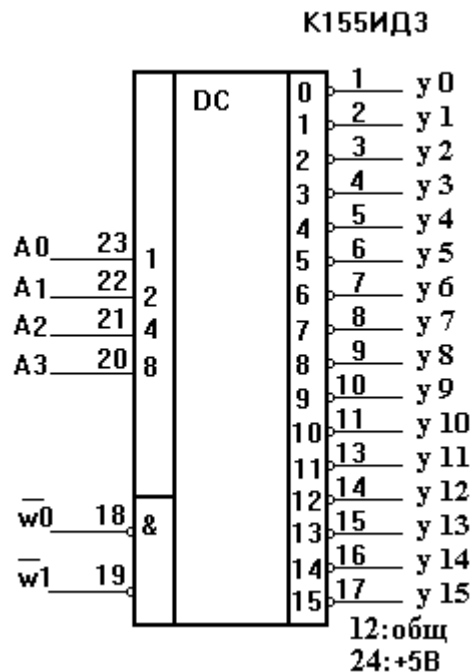 К155ИД3
DC
0 1 y 0
1 2 y 1
2 3 y 2
3 4 y 3
4 5 y 4
A0 23 1 5 6 y 5
A1 22 2 6 7 y 6
A2 21 4 7 8 y 7
A3 20 8 8 9 y 8
9 10 y 9
10 11 y 10
11 13 y 11
12 14 y 12
w0 18 & 13 15 y 13
14 16 y 14
w1 19 15 17 y 15
12:общ
24:+5В